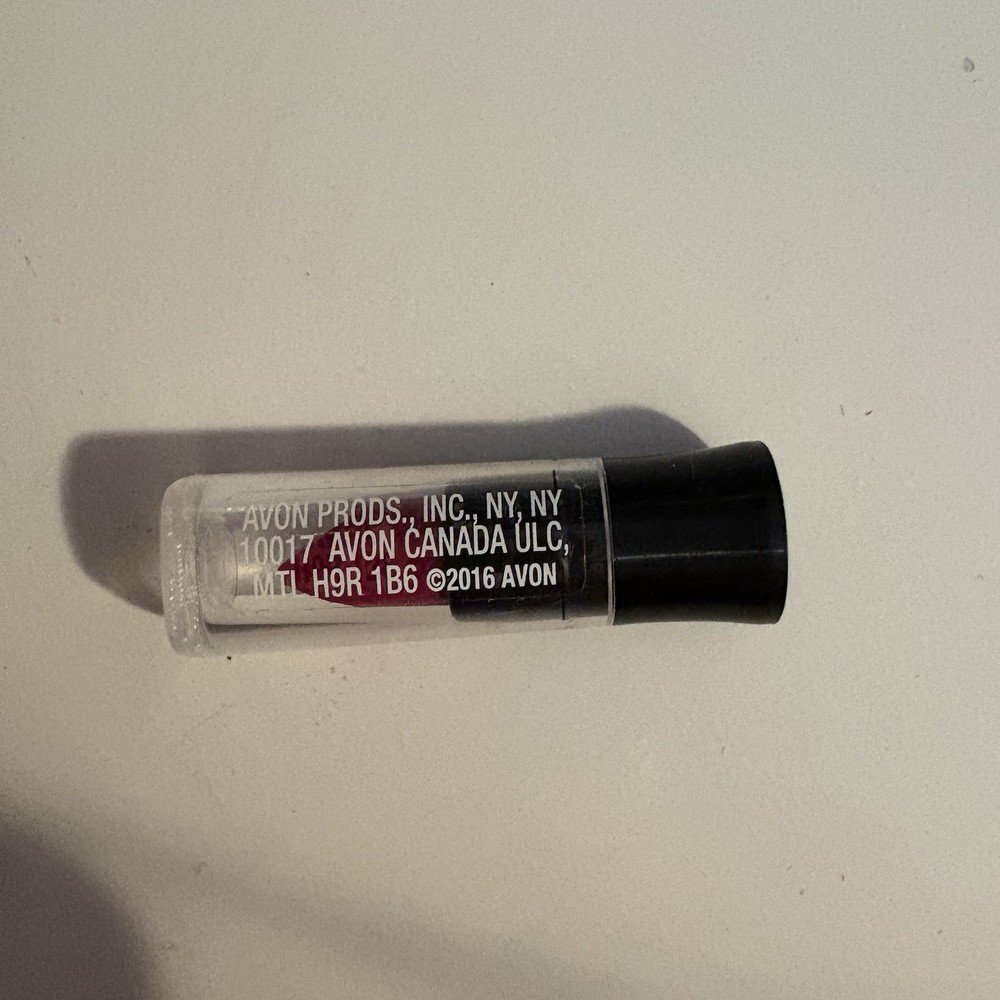 AVON PRODS., INC., NY, NY
10017 AVON CANADA ULC,
MTL H9R 1B6 ©2016 AVON